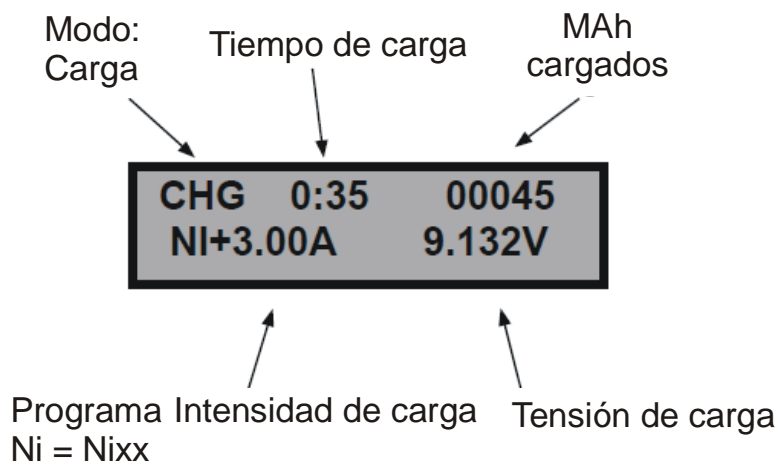 Modo:
Carga
Tiempo de carga
MAh
cargados
CHG 0:35 00045
NI+3.00A 9.132V
Programa Intensidad de carga
Ni = Nixx
Tensión de carga